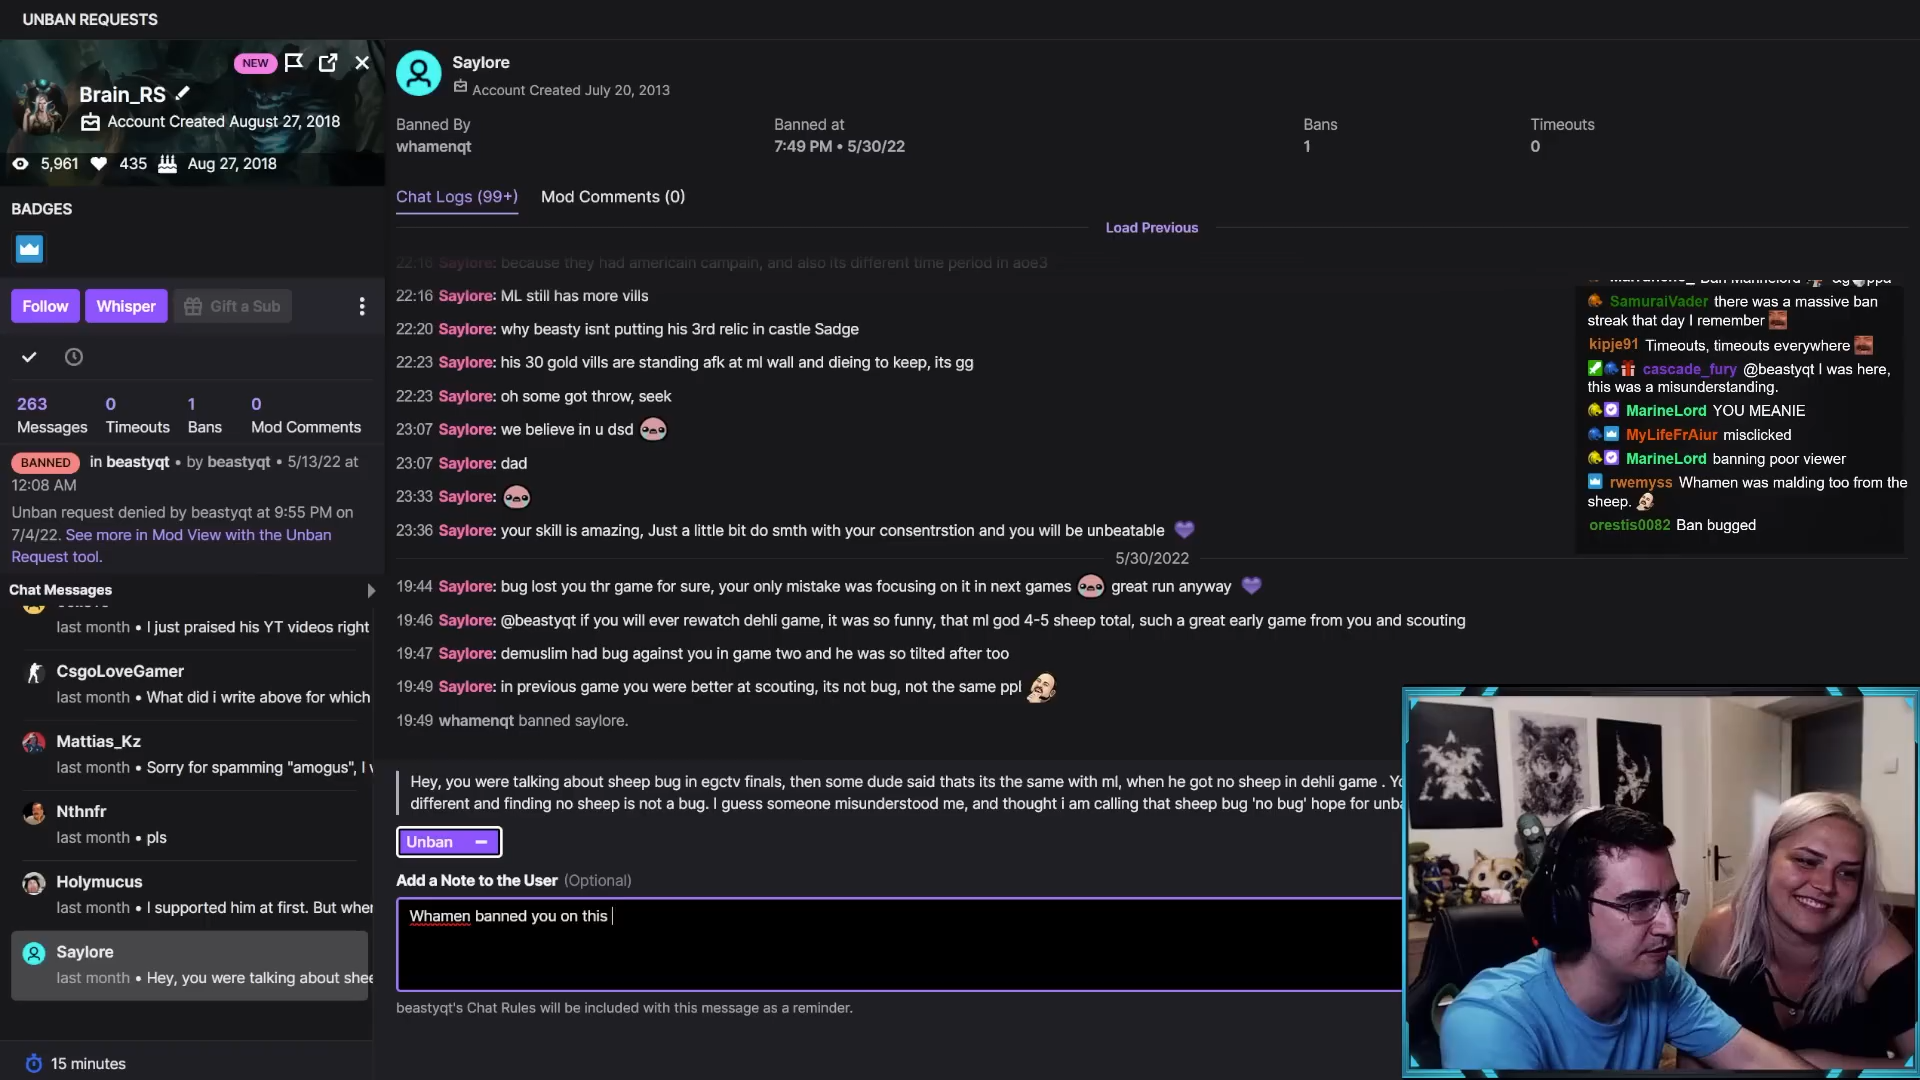 UNBAN REQUESTS
NEW
Brain_RS
Account Created August 27, 2018
5,961 435 Aug 27, 2018
BADGES
Follow Whisper Gift a Sub
263 0 1 0
Messages Timeouts Bans Mod Comments
BANNED in beastyqt • by beastyqt • 5/13/22 at
12:08 AM
Unban request denied by beastyqt at 9:55 PM on
7/4/22. See more in Mod View with the Unban
Request tool.
Chat Messages
last month • I just praised his YT videos right
CsgoLoveGamer
last month • What did i write above for which
Mattias_Kz
last month • Sorry for spamming "amogus", I
Nthnfr
last month • pls
Holymucus
last month • I supported him at first. But
Saylore
last month • Hey, you were talking about
15 minutes
Saylore
Account Created July 20, 2013
Banned By Banned at Bans Timeouts
whamenqt 7:49 PM • 5/30/22 1 0
Chat Logs (99+) Mod Comments (0)
Load Previous
22:16 Saylore: because they had americain campain, and also its different time period in aoe3
22:16 Saylore: ML still has more vills
22:20 Saylore: why beasty isnt putting his 3rd relic in castle Sadge
22:23 Saylore: his 30 gold vills are standing afk at ml wall and dieing to keep, its gg
22:23 Saylore: oh some got throw, seek
23:07 Saylore: we believe in u dsd
23:07 Saylore: dad
23:33 Saylore:
23:36 Saylore: your skill is amazing, Just a little bit do smth with your consentrstion and you will be unbeatable
5/30/2022
19:44 Saylore: bug lost you thr game for sure, your only mistake was focusing on it in next games great run anyway
19:46 Saylore: @beastyqt if you will ever rewatch dehli game, it was so funny, that ml god 4-5 sheep total, such a great early game from you and scouting
19:47 Saylore: demuslim had bug against you in game two and he was so tilted after too
19:49 Saylore: in previous game you were better at scouting, its not bug, not the same ppl
19:49 whamenqt banned saylore.
Hey, you were talking about sheep bug in egctv finals, then some dude said thats its the same with ml, when he got no sheep in dehli game .
different and finding no sheep is not a bug. I guess someone misunderstood me, and thought i am calling that sheep bug 'no bug' hope for
Unban
Add a Note to the User (Optional)
Whamen banned you on this
beastyqt's Chat Rules will be included with this message as a reminder.
SamuraiVader there was a massive ban
streak that day I remember
kipje91 Timeouts, timeouts everywhere
cascade_fury @beastyqt I was here,
this was a misunderstanding.
MarineLord YOU MEANIE
MyLifeFrAiur misclicked
MarineLord banning poor viewer
rwemyss Whamen was malding too from the
sheep.
orestis0082 Ban bugged